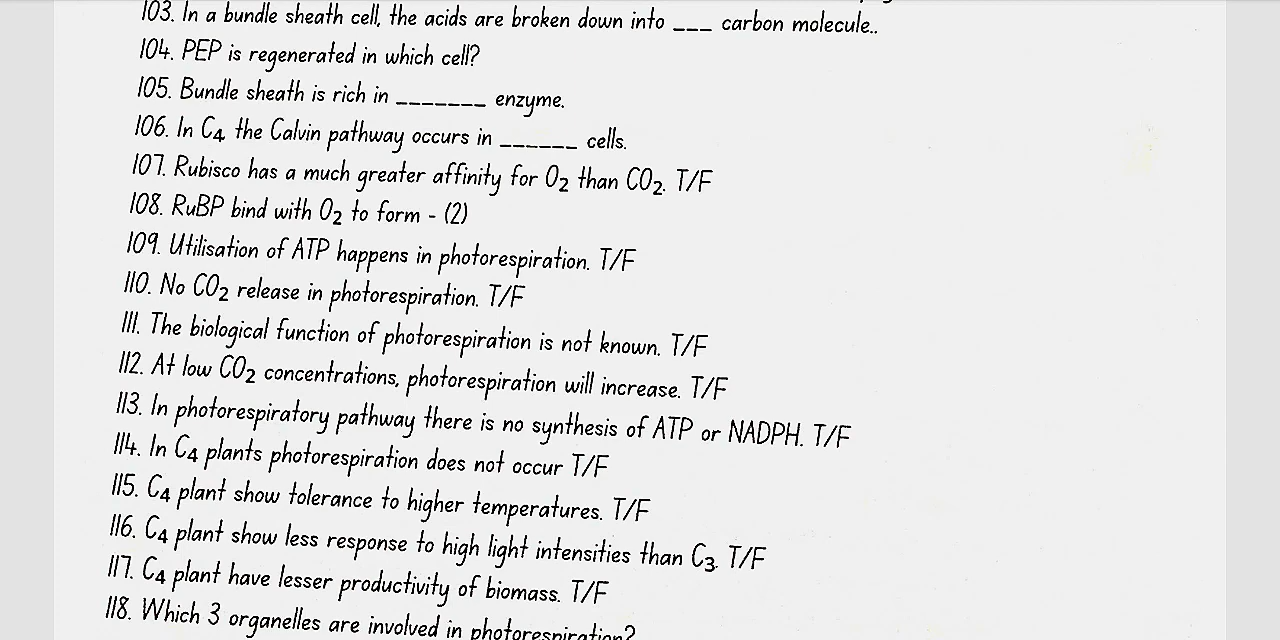 103. In a bundle sheath cell, the acids are broken down into ___ carbon molecule..
104. PEP is regenerated in which cell?
105. Bundle sheath is rich in _______ enzyme.
106. In C₄ the Calvin pathway occurs in ______ cells.
107. Rubisco has a much greater affinity for O₂ than CO₂. T/F
108. RuBP bind with O₂ to form - (2)
109. Utilisation of ATP happens in photorespiration. T/F
110. No CO₂ release in photorespiration. T/F
111. The biological function of photorespiration is not known. T/F
112. At low CO₂ concentrations, photorespiration will increase. T/F
113. In photorespiratory pathway there is no synthesis of ATP or NADPH. T/F
114. In C₄ plants photorespiration does not occur T/F
115. C₄ plant show tolerance to higher temperatures. T/F
116. C₄ plant show less response to high light intensities than C₃. T/F
117. C₄ plant have lesser productivity of biomass. T/F
118. Which 3 organelles are involved in photorespiration?